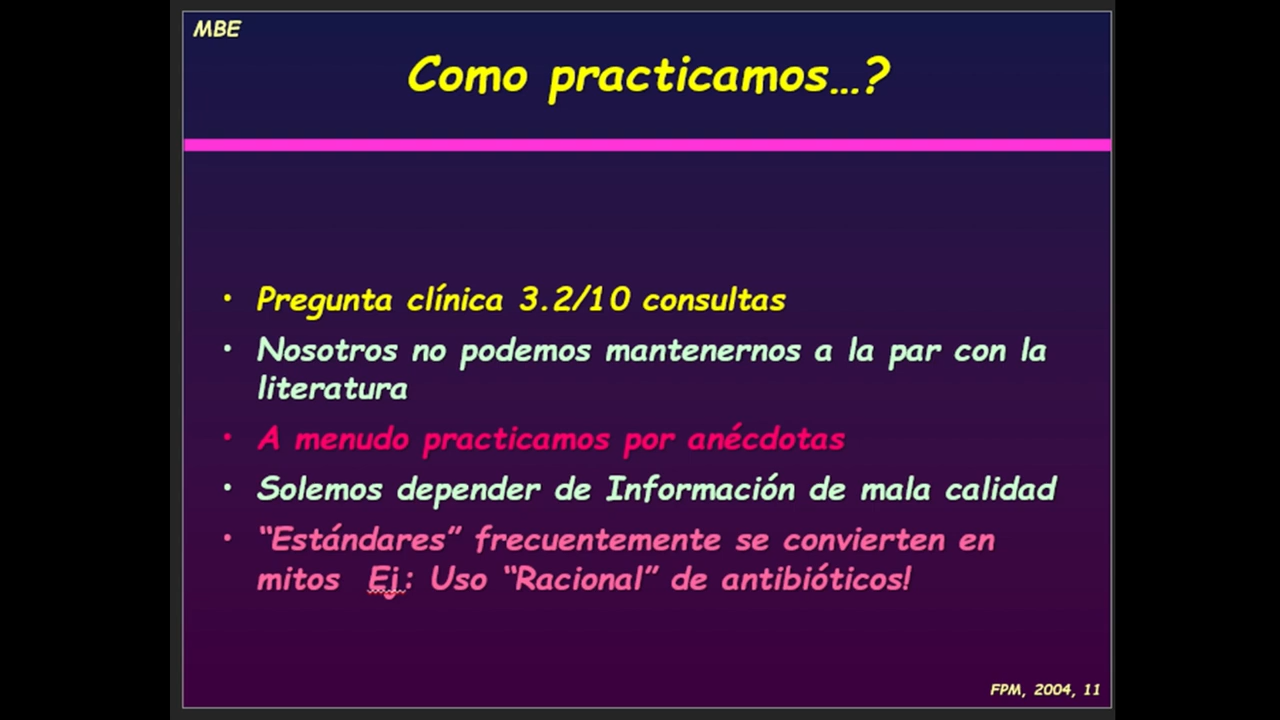 MBE
Como practicamos...?
• Pregunta clínica 3.2/10 consultas
• Nosotros no podemos mantenernos a la par con la
literatura
• A menudo practicamos por anécdotas
• Solemos depender de Información de mala calidad
• “Estándares” frecuentemente se convierten en
mitos Ej: Uso “Racional” de antibióticos!
FPM, 2004, 11